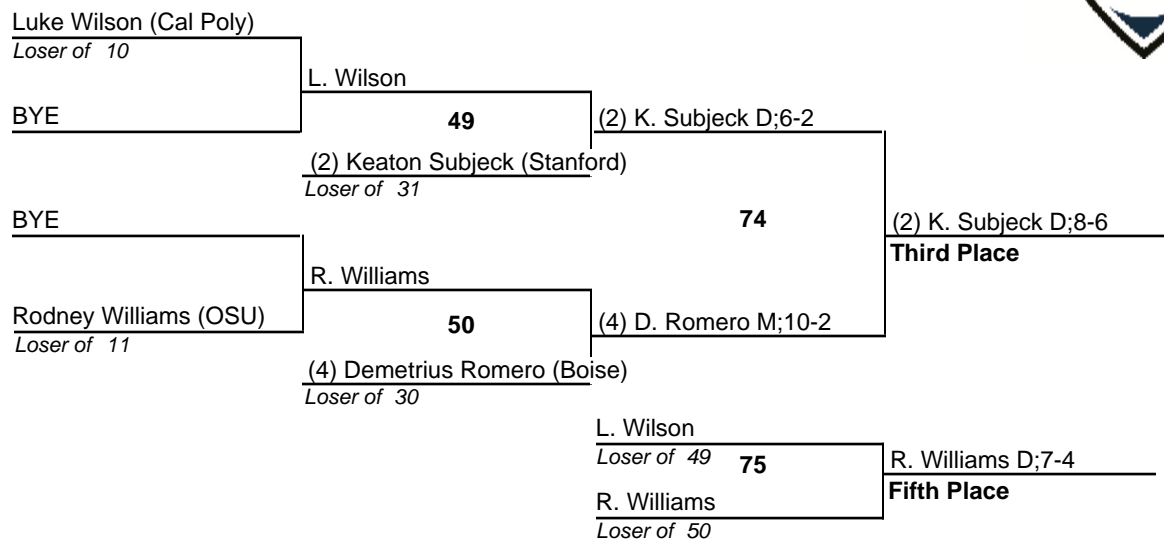 Luke Wilson (Cal Poly)
Loser of 10
L. Wilson
BYE
49
(2) K. Subjeck D;6-2
(2) Keaton Subjeck (Stanford)
Loser of 31
BYE
74
(2) K. Subjeck D;8-6
Third Place
R. Williams
Rodney Williams (OSU)
Loser of 11
50
(4) D. Romero M;10-2
(4) Demetrius Romero (Boise)
Loser of 30
L. Wilson
Loser of 49
75
R. Williams D;7-4
Fifth Place
R. Williams
Loser of 50